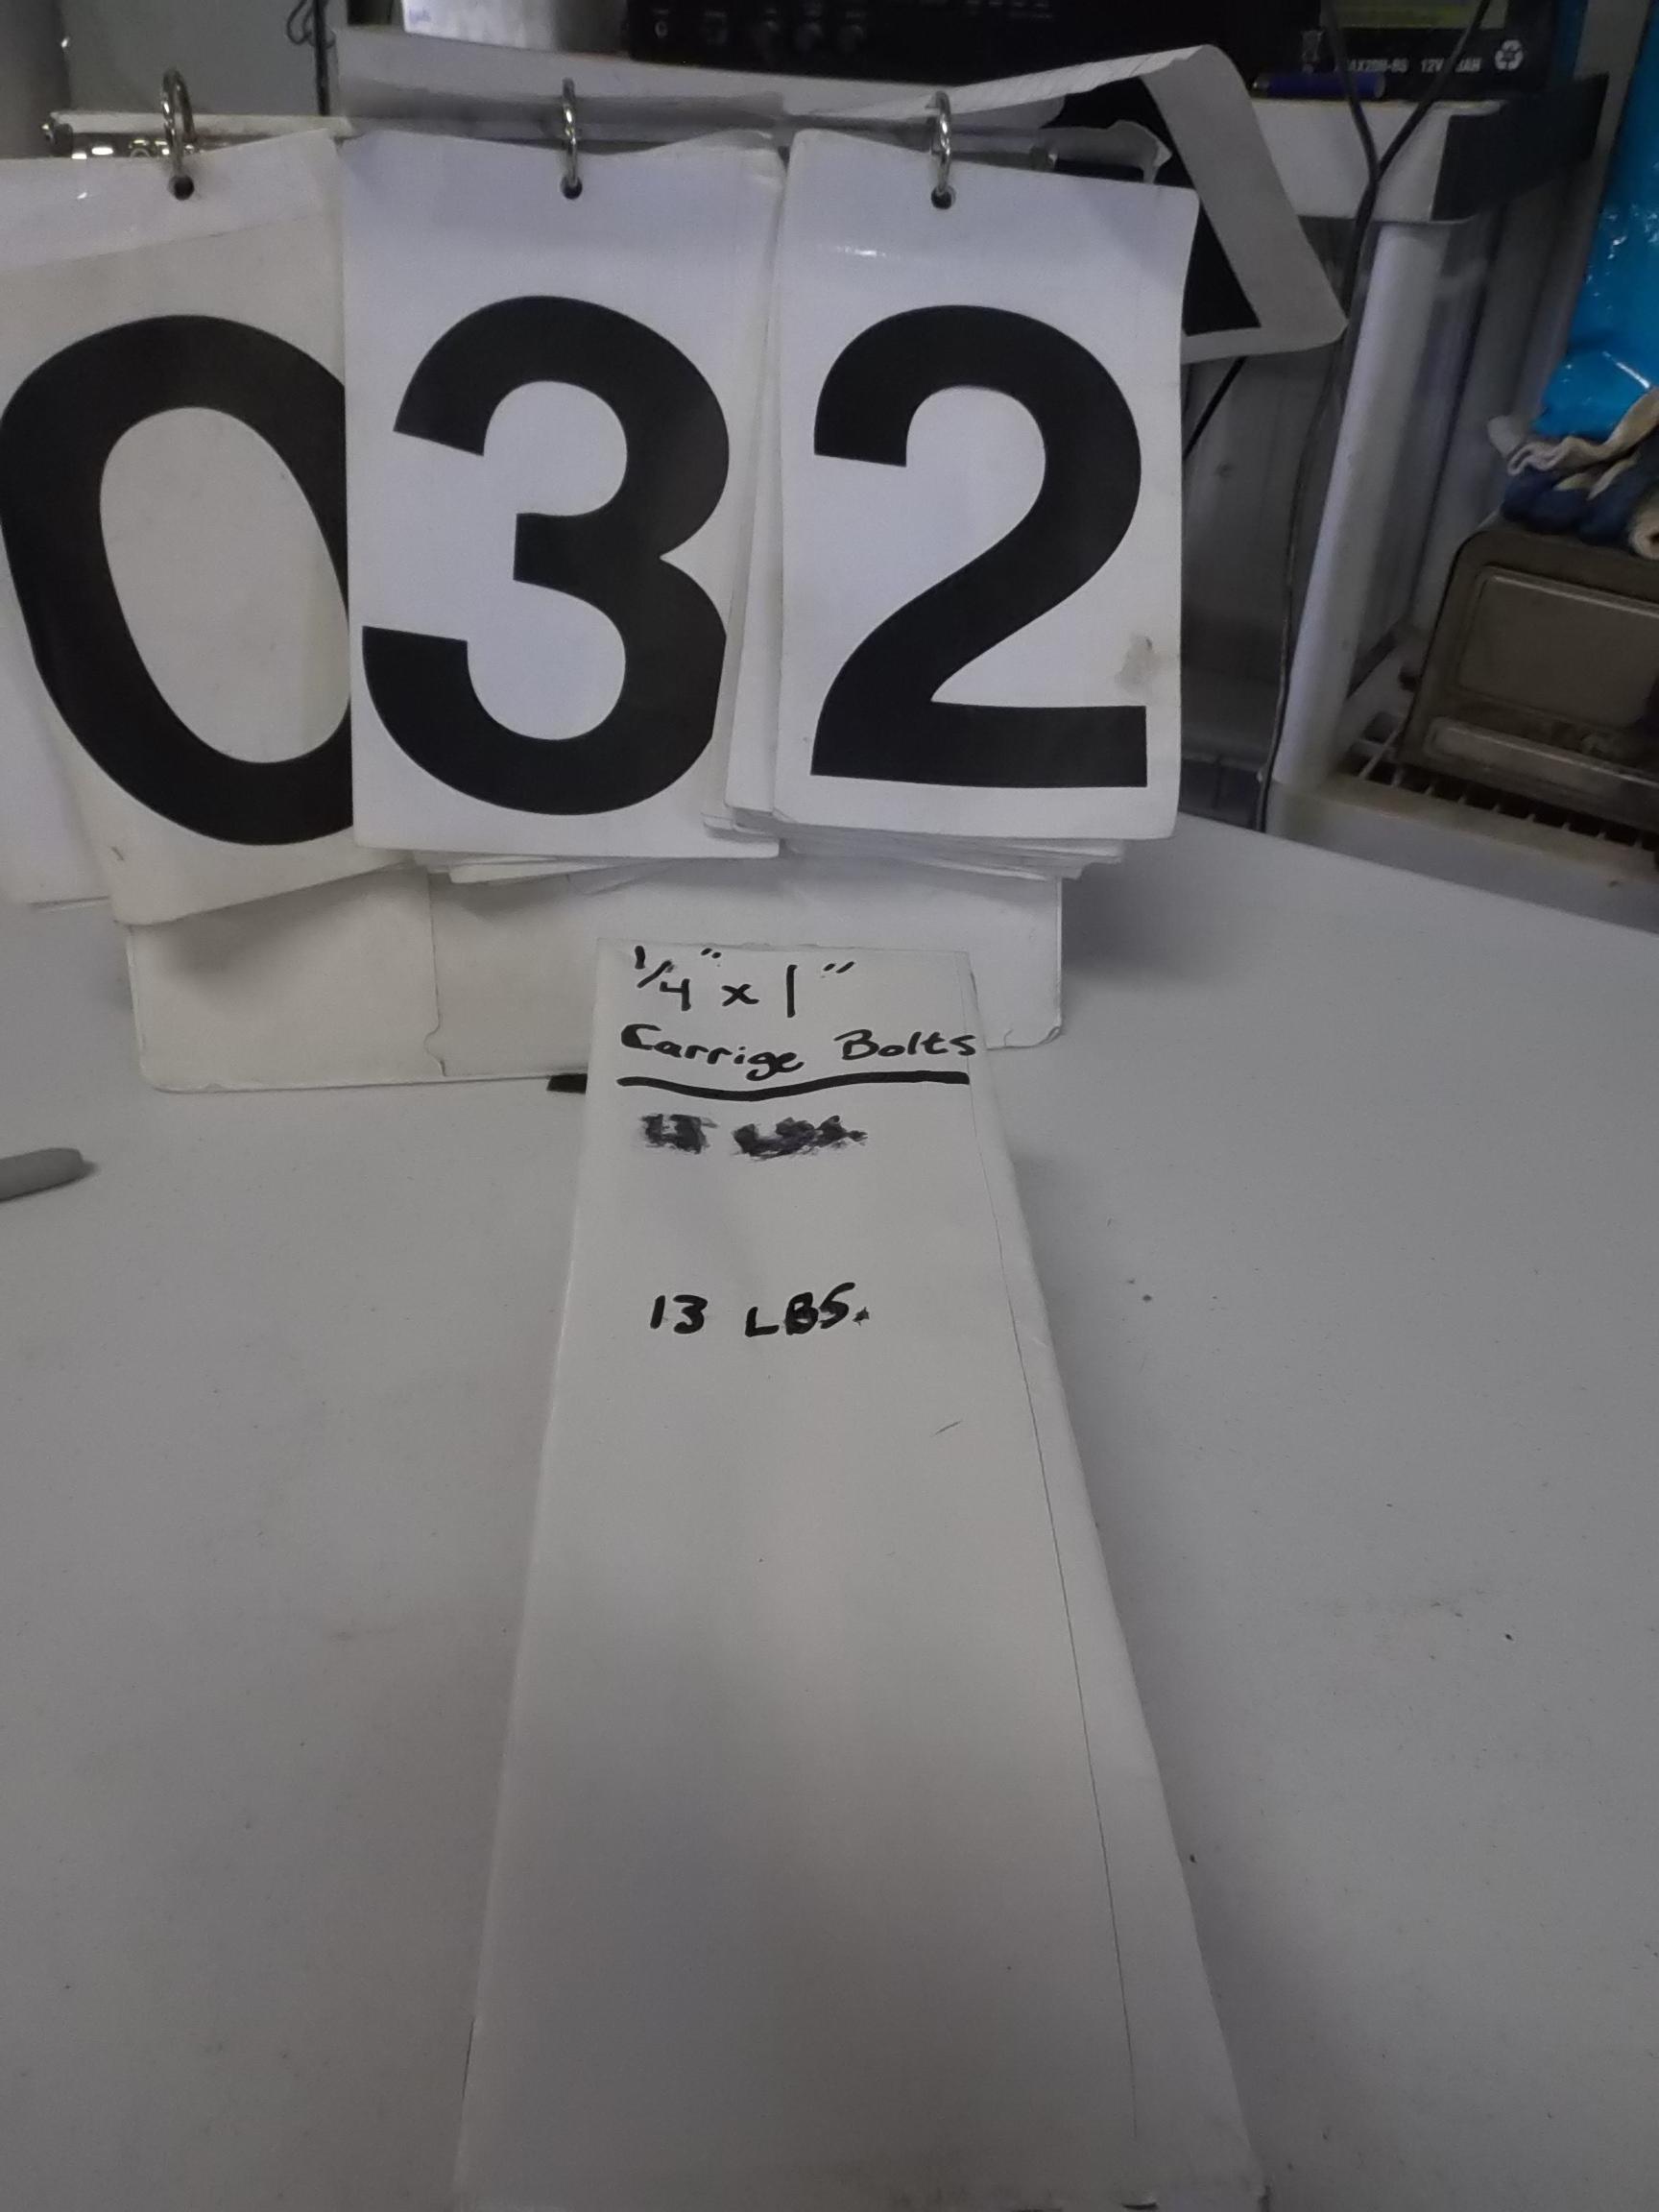 032
1/4" x 1"
Carrige Bolts
13 LBS.